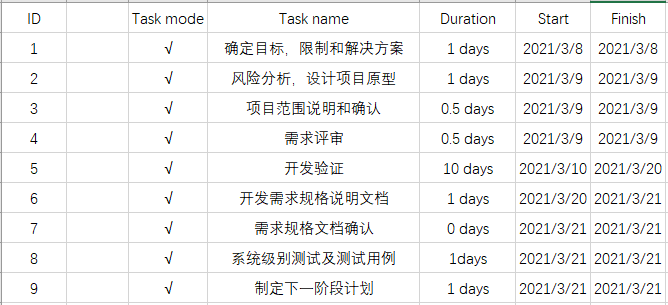 ID Task mode Task name Duration Start Finish
1 √ 确定目标，限制和解决方案 1 days 2021/3/8 2021/3/8
2 √ 风险分析，设计项目原型 1 days 2021/3/9 2021/3/9
3 √ 项目范围说明和确认 0.5 days 2021/3/9 2021/3/9
4 √ 需求评审 0.5 days 2021/3/9 2021/3/9
5 √ 开发验证 10 days 2021/3/10 2021/3/20
6 √ 开发需求规格说明文档 1 days 2021/3/20 2021/3/21
7 √ 需求规格文档确认 0 days 2021/3/21 2021/3/21
8 √ 系统级别测试及测试用例 1days 2021/3/21 2021/3/21
9 √ 制定下一阶段计划 1 days 2021/3/21 2021/3/21